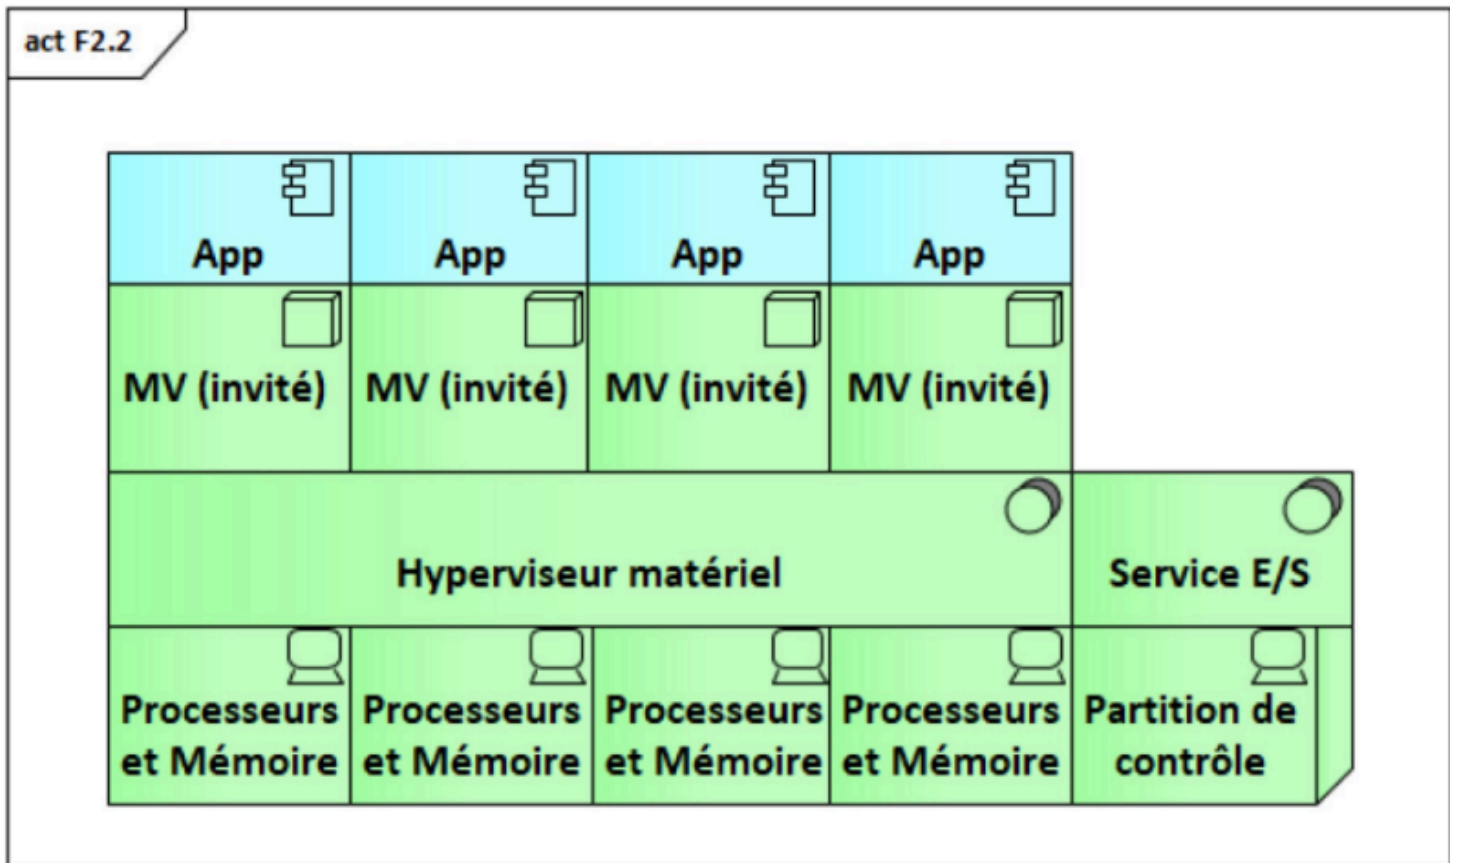 act F2.2
App
App
App
App
MV (invité)
MV (invité)
MV (invité)
MV (invité)
Hyperviseur matériel
Service E/S
Processeurs
et Mémoire
Processeurs
et Mémoire
Processeurs
et Mémoire
Processeurs
et Mémoire
Partition de
contrôle